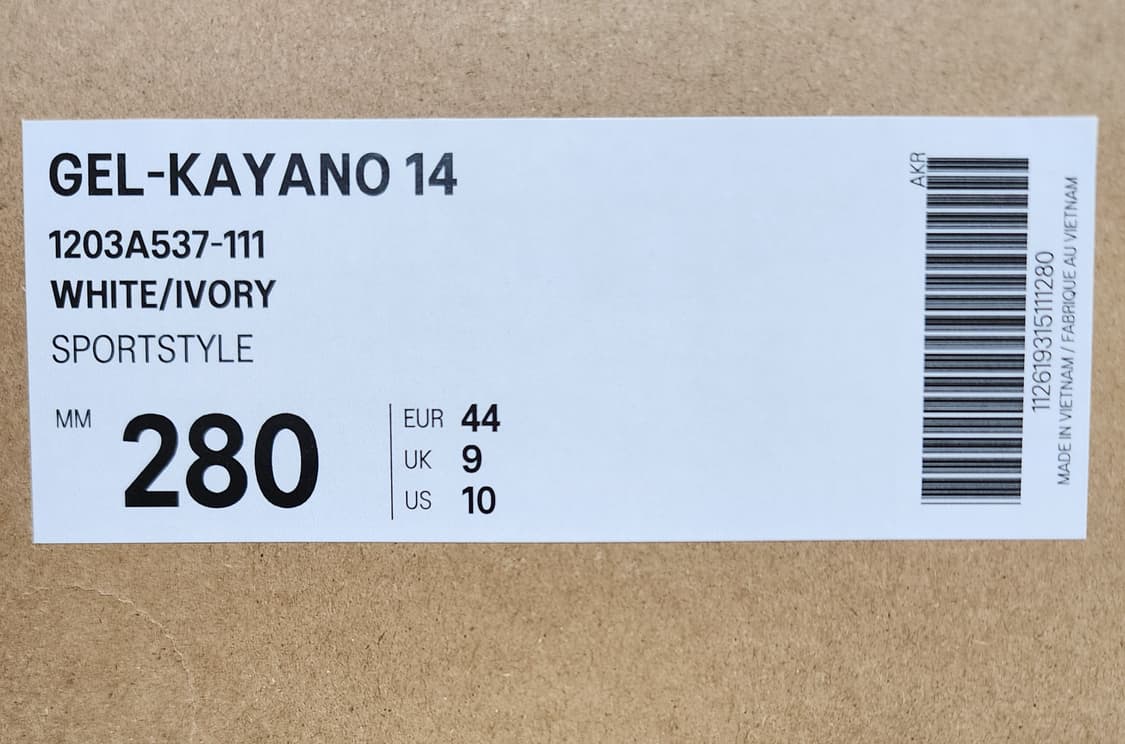 GEL-KAYANO 14
1203A537-111
WHITE/IVORY
SPORTSTYLE
MM 280
EUR 44
UK 9
US 10
AKR
1126193151111280
MADE IN VIETNAM / FABRIQUE AU VIETNAM